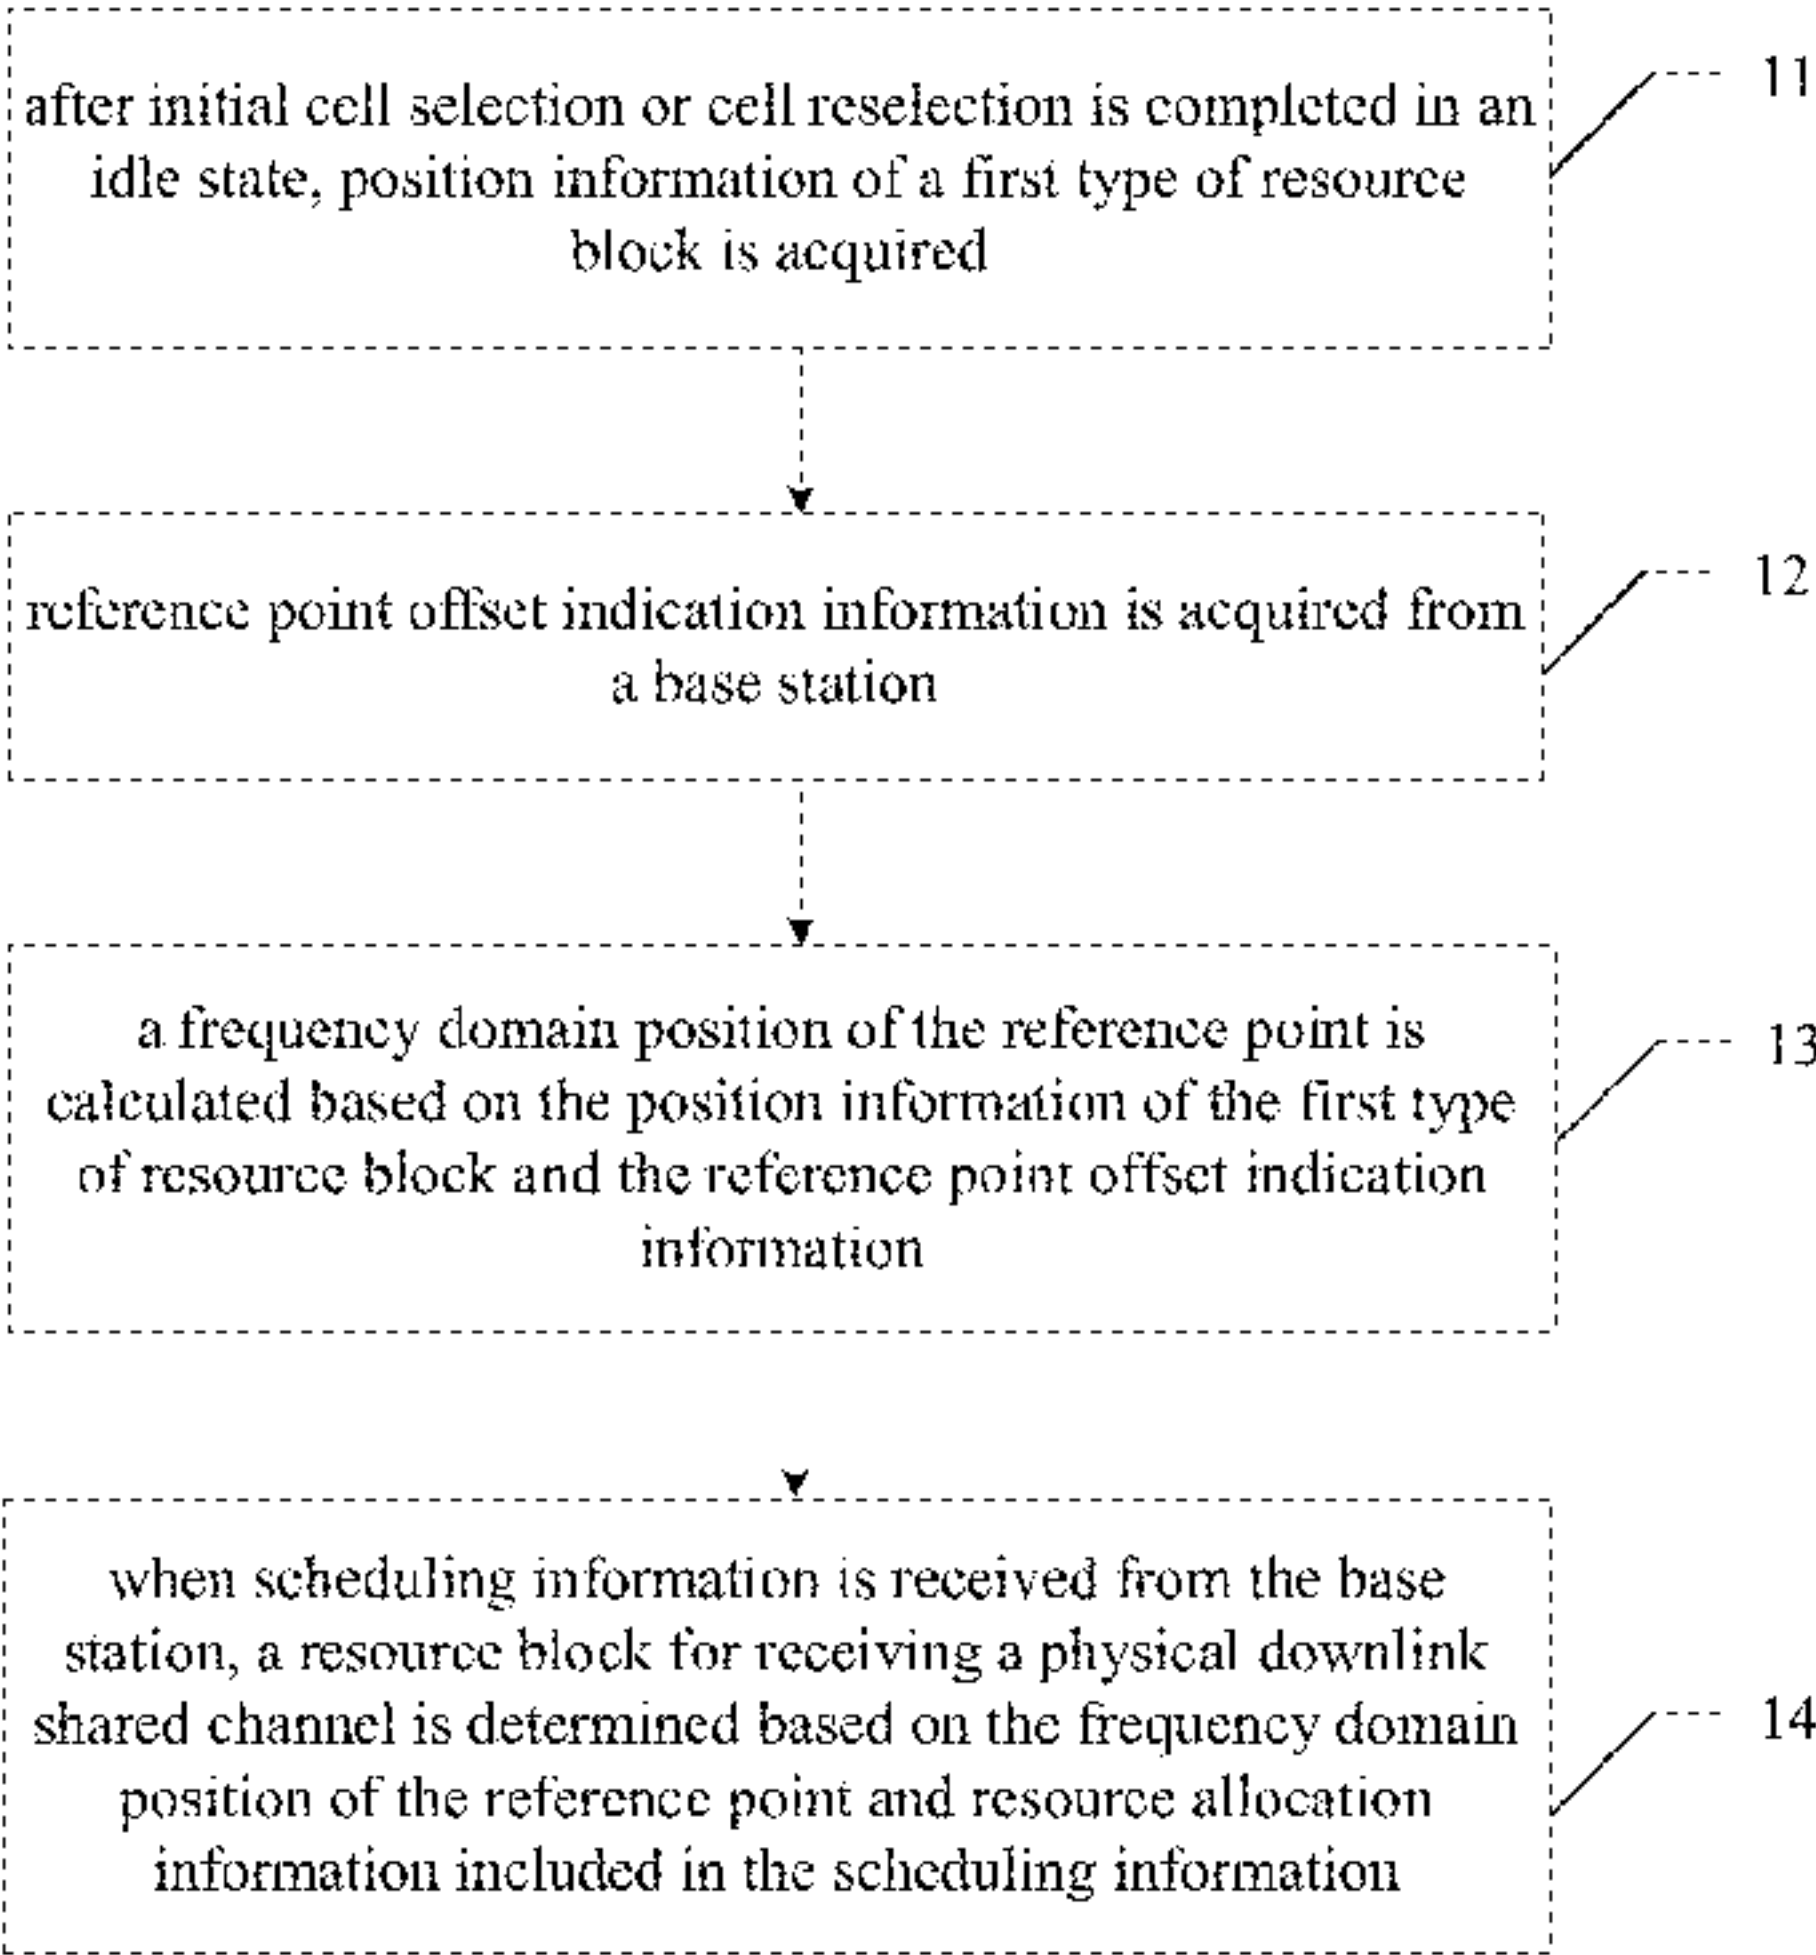 after initial cell selection or cell reselection is completed in an
idle state, position information of a first type of resource
block is acquired
11
reference point offset indication information is acquired from
a base station
12
a frequency domain position of the reference point is
calculated based on the position information of the first type
of resource block and the reference point offset indication
information
13
when scheduling information is received from the base
station, a resource block for receiving a physical downlink
shared channel is determined based on the frequency domain
position of the reference point and resource allocation
information included in the scheduling information
14